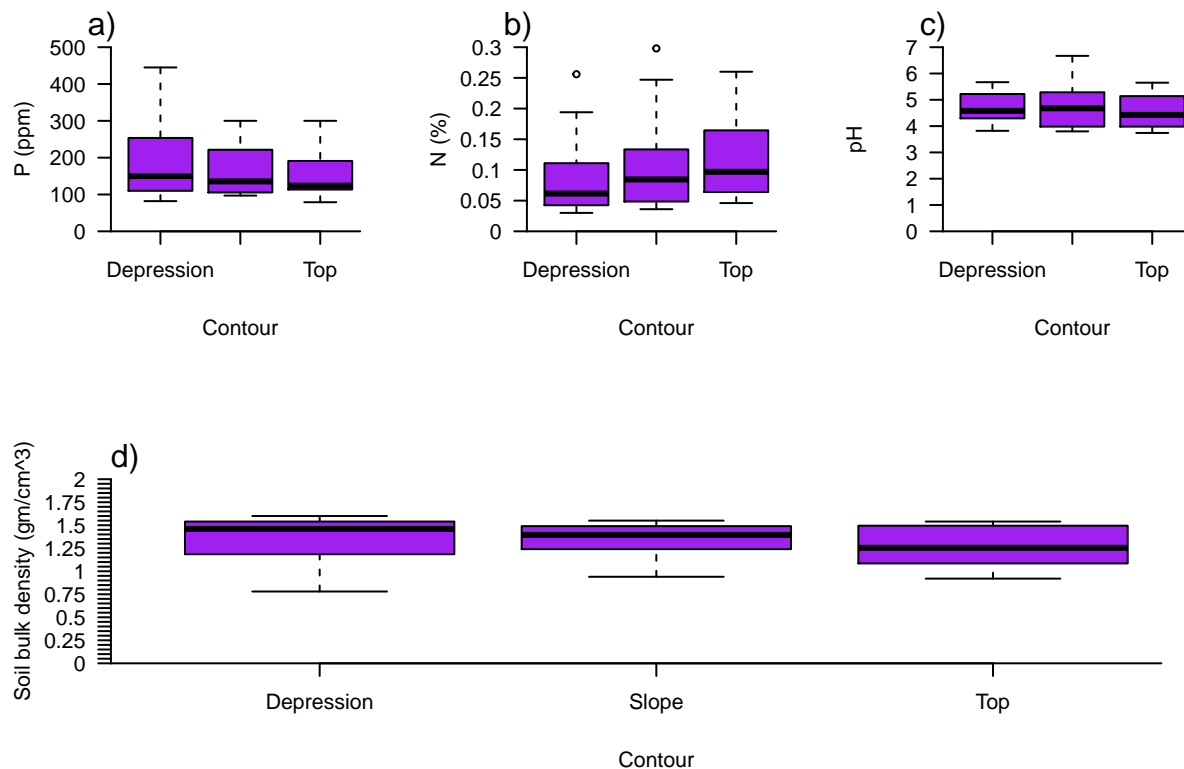 a)
P (ppm)
500
400
300
200
100
0
Depression
Top
Contour
b)
N (%)
0.3
0.25
0.2
0.15
0.1
0.05
0
Depression
Top
Contour
c)
pH
7
6
5
4
3
2
1
0
Depression
Top
Contour
d)
Soil bulk density (gm/cm^3)
2
1.75
1.5
1.25
1
0.75
0.5
0.25
0
Depression
Slope
Top
Contour